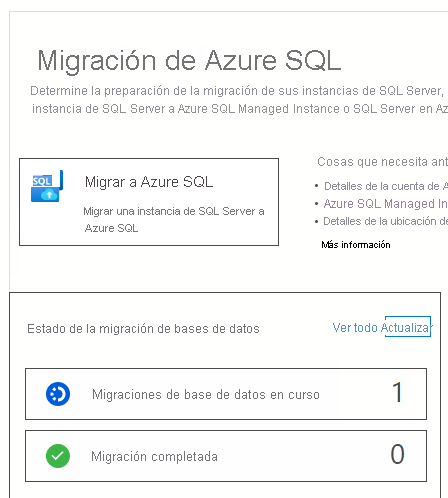 Migración de Azure SQL
Determine la preparación de la migración de sus instancias de SQL Server,
instancia de SQL Server a Azure SQL Managed Instance o SQL Server en Az
SQL
Migrar a Azure SQL
Migrar una instancia de SQL Server a
Azure SQL
Cosas que necesita ant
• Detalles de la cuenta de A
• Azure SQL Managed In
• Detalles de la ubicación de
Más información
Estado de la migración de bases de datos
Ver todo Actualizar
Migraciones de base de datos en curso 1
Migración completada 0